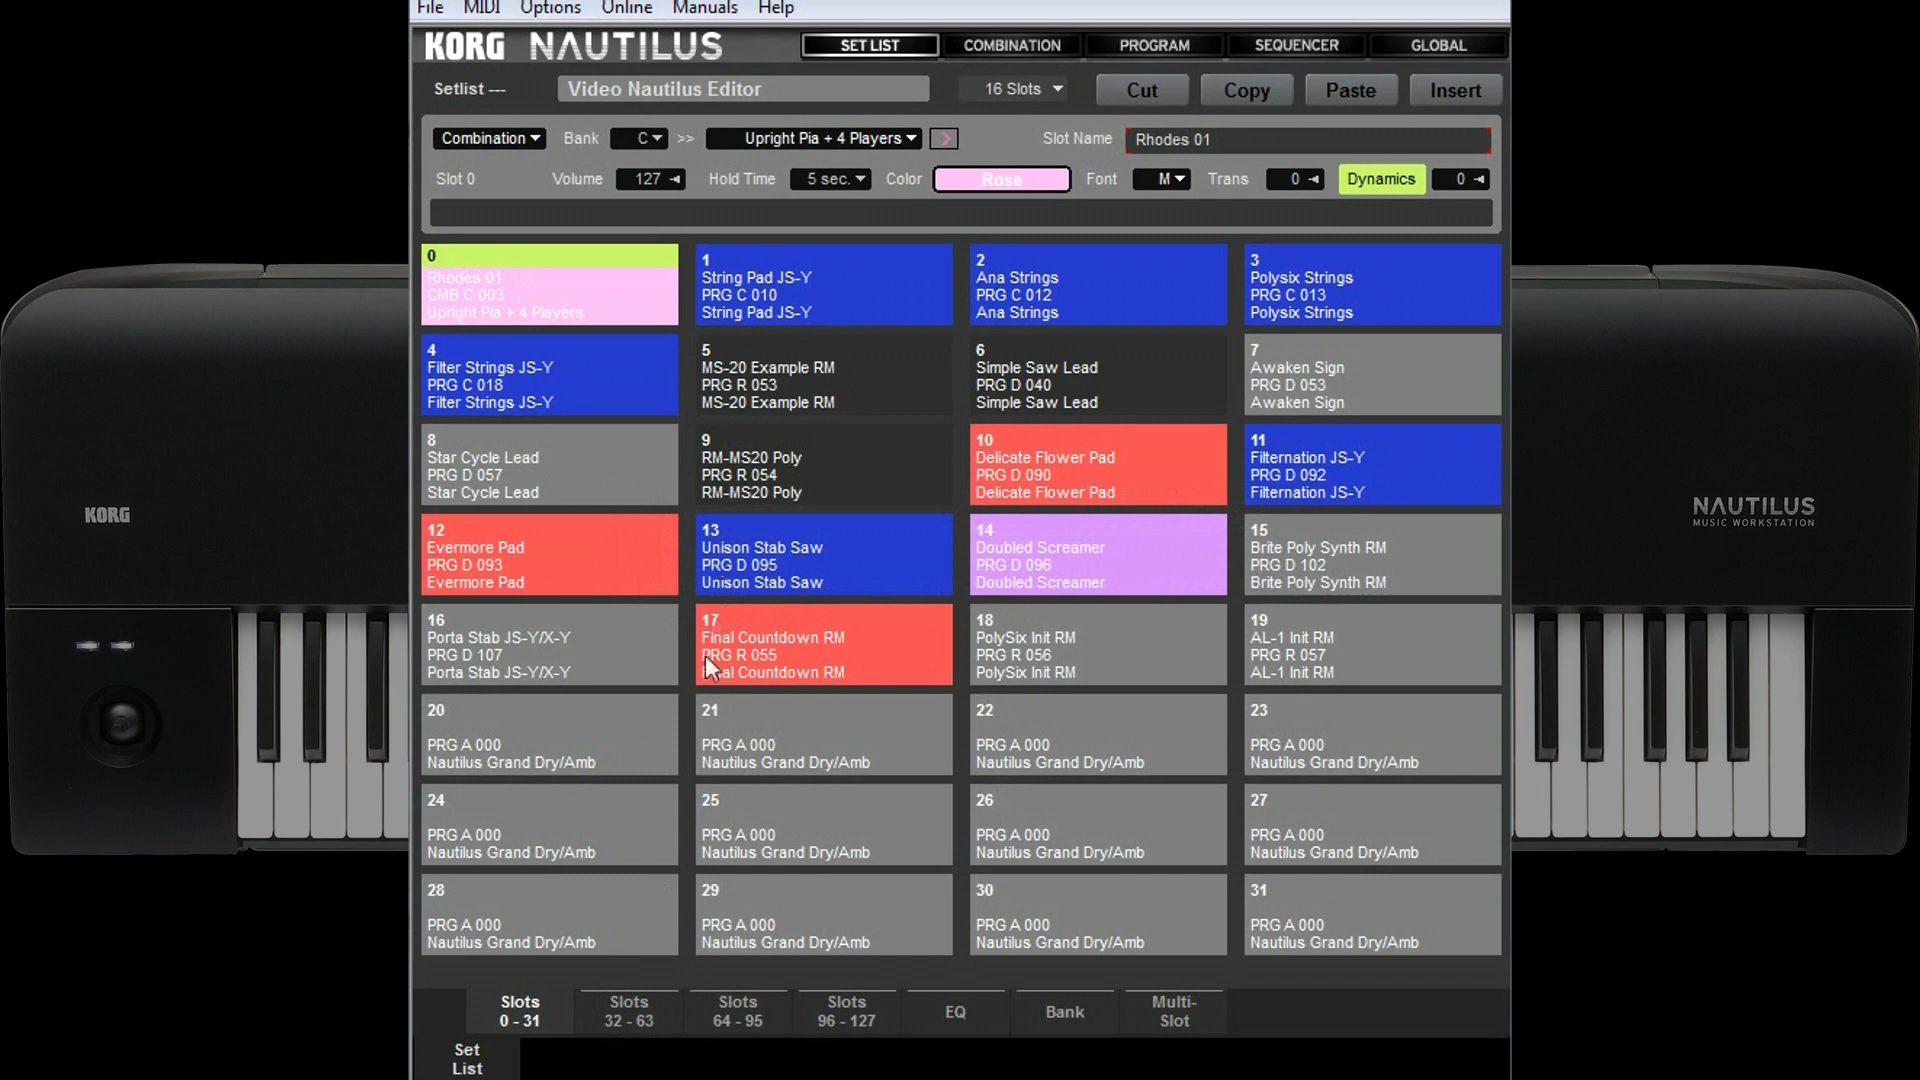 File MIDI Options Online Manuals Help
KORG NAUTILUS SET LIST COMBINATION PROGRAM SEQUENCER GLOBAL
Setlist --- Video Nautilus Editor 16 Slots Cut Copy Paste Insert
Combination Bank C >> Upright Pia + 4 Players > Slot Name Rhodes 01
Slot 0 Volume 127 Hold Time 5 sec. Color Rose Font M Trans 0 Dynamics 0
0
Rhodes 01
CMB C 003
Upright Pia + 4 Players
1
String Pad JS-Y
PRG C 010
String Pad JS-Y
2
Ana Strings
PRG C 012
Ana Strings
3
Polysix Strings
PRG C 013
Polysix Strings
4
Filter Strings JS-Y
PRG C 018
Filter Strings JS-Y
5
MS-20 Example RM
PRG R 053
MS-20 Example RM
6
Simple Saw Lead
PRG D 040
Simple Saw Lead
7
Awaken Sign
PRG D 053
Awaken Sign
8
Star Cycle Lead
PRG D 057
Star Cycle Lead
9
RM-MS20 Poly
PRG R 054
RM-MS20 Poly
10
Delicate Flower Pad
PRG D 090
Delicate Flower Pad
11
Filternation JS-Y
PRG D 092
Filternation JS-Y
12
Evermore Pad
PRG D 093
Evermore Pad
13
Unison Stab Saw
PRG D 095
Unison Stab Saw
14
Doubled Screamer
PRG D 096
Doubled Screamer
15
Brite Poly Synth RM
PRG D 102
Brite Poly Synth RM
16
Porta Stab JS-Y/X-Y
PRG D 107
Porta Stab JS-Y/X-Y
17
Final Countdown RM
PRG R 055
Final Countdown RM
18
PolySix Init RM
PRG R 056
PolySix Init RM
19
AL-1 Init RM
PRG R 057
AL-1 Init RM
20
PRG A 000
Nautilus Grand Dry/Amb
21
PRG A 000
Nautilus Grand Dry/Amb
22
PRG A 000
Nautilus Grand Dry/Amb
23
PRG A 000
Nautilus Grand Dry/Amb
24
PRG A 000
Nautilus Grand Dry/Amb
25
PRG A 000
Nautilus Grand Dry/Amb
26
PRG A 000
Nautilus Grand Dry/Amb
27
PRG A 000
Nautilus Grand Dry/Amb
28
PRG A 000
Nautilus Grand Dry/Amb
29
PRG A 000
Nautilus Grand Dry/Amb
30
PRG A 000
Nautilus Grand Dry/Amb
31
PRG A 000
Nautilus Grand Dry/Amb
Slots
0 - 31
Slots
32 - 63
Slots
64 - 95
Slots
96 - 127
EQ
Bank
Multi-
Slot
Set
List
KORG
NAUTILUS
MUSIC WORKSTATION